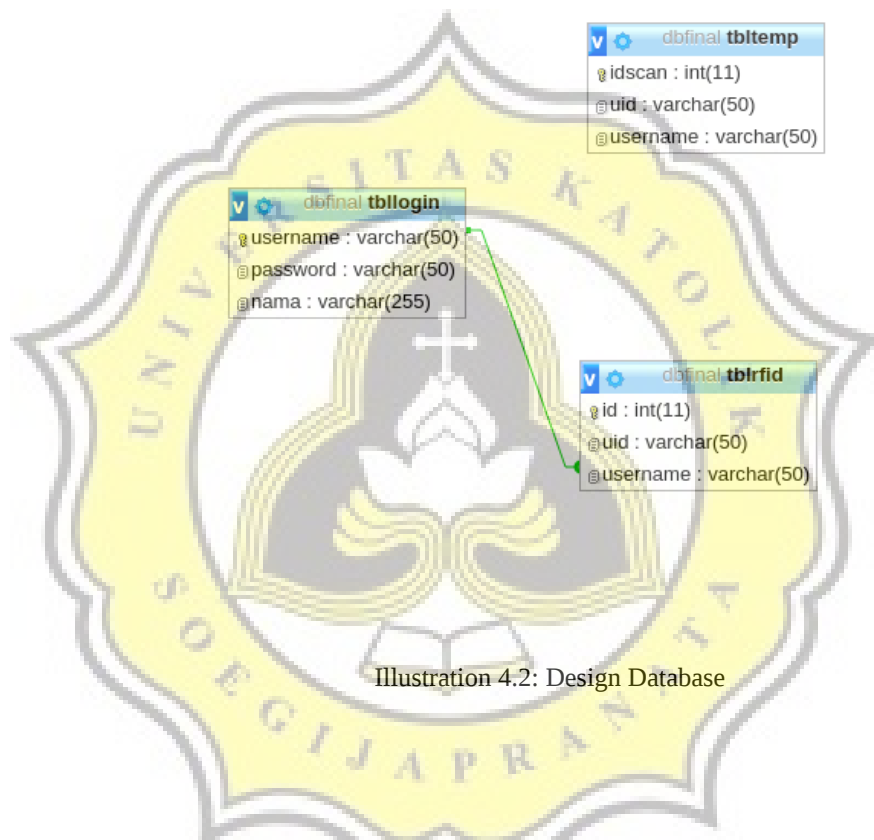 dbfinal tbltemp
idscan : int(11)
uid : varchar(50)
username : varchar(50)
dbfinal tbllogin
username : varchar(50)
password : varchar(50)
nama : varchar(255)
dbfinal tblrfid
id : int(11)
uid : varchar(50)
username : varchar(50)
Illustration 4.2: Design Database
UNIVERSITAS KATOLIK
SOEGIJAPRANATA